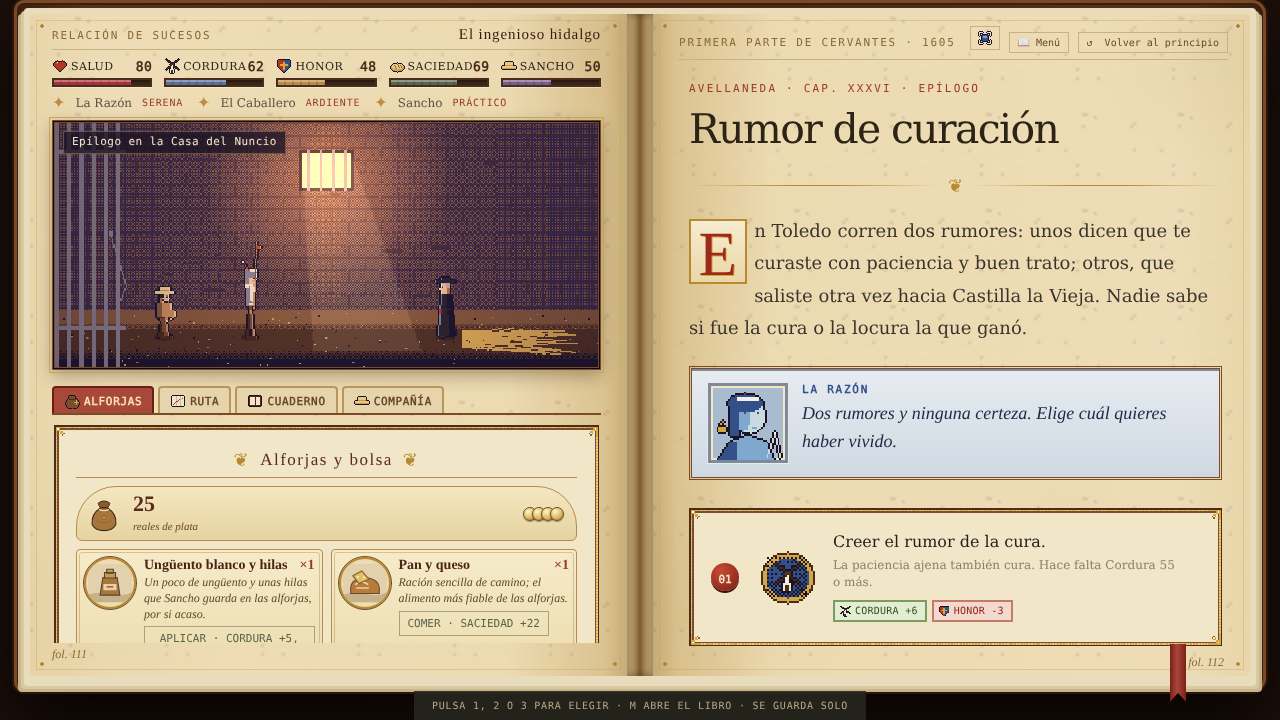 RELACIÓN DE SUCESOS
El ingenioso hidalgo
SALUD 80
CORDURA 62
HONOR 48
SACIEDAD 69
SANCHO 50
La Razón SERENA
El Caballero ARDIENTE
Sancho PRÁCTICO
Epílogo en la Casa del Nuncio
ALFORJAS
RUTA
CUADERNO
COMPAÑÍA
Alforjas y bolsa
25
reales de plata
Ungüento blanco y hilas ×1
Un poco de ungüento y unas hilas
que Sancho guarda en las alforjas,
por si acaso.
APLICAR · CORDURA +5,
Pan y queso ×1
Ración sencilla de camino; el
alimento más fiable de las alforjas.
COMER · SACIEDAD +22
fol. 111
PRIMERA PARTE DE CERVANTES · 1605
Menú
↺ Volver al principio
AVELLANEDA · CAP. XXXVI · EPÍLOGO
Rumor de curación
En Toledo corren dos rumores: unos dicen que te
curaste con paciencia y buen trato; otros, que
saliste otra vez hacia Castilla la Vieja. Nadie sabe
si fue la cura o la locura la que ganó.
LA RAZÓN
Dos rumores y ninguna certeza. Elige cuál quieres
haber vivido.
01
Creer el rumor de la cura.
La paciencia ajena también cura. Hace falta Cordura 55
o más.
CORDURA +6
HONOR -3
fol. 112
PULSA 1, 2 O 3 PARA ELEGIR · M ABRE EL LIBRO · SE GUARDA SOLO